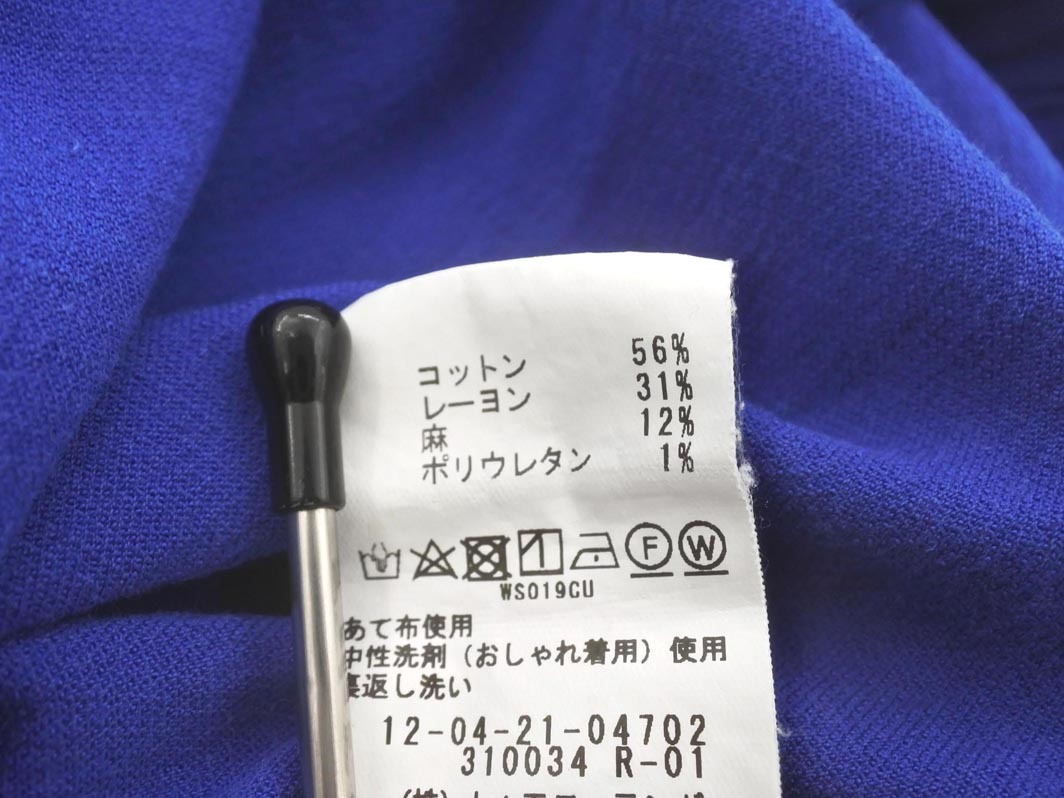 コットン 56%
レーヨン 31%
麻 12%
ポリウレタン 1%
F W
WS019CU
あて布使用
中性洗剤（おしゃれ着用）使用
裏返し洗い
12-04-21-04702
310034 R-01
(株)